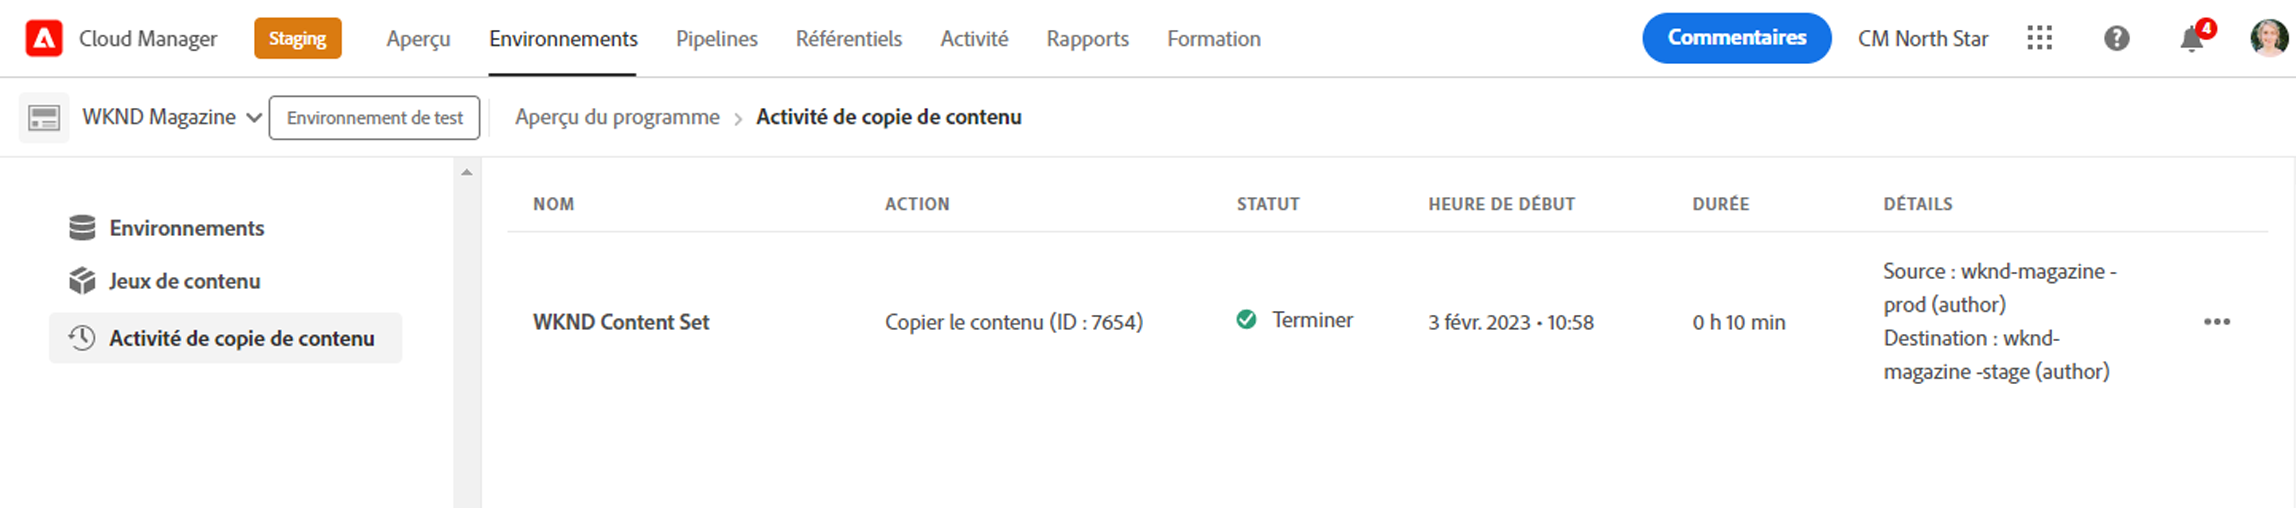 Cloud Manager Staging Aperçu Environnements Pipelines Référentiels Activité Rapports Formation Commentaires CM North Star 4
WKND Magazine Environnement de test Aperçu du programme > Activité de copie de contenu
Environnements
Jeux de contenu
Activité de copie de contenu
NOM ACTION STATUT HEURE DE DÉBUT DURÉE DÉTAILS
WKND Content Set Copier le contenu (ID : 7654) Terminer 3 févr. 2023 • 10:58 0 h 10 min
Source : wknd-magazine -
prod (author)
Destination : wknd-
magazine -stage (author)